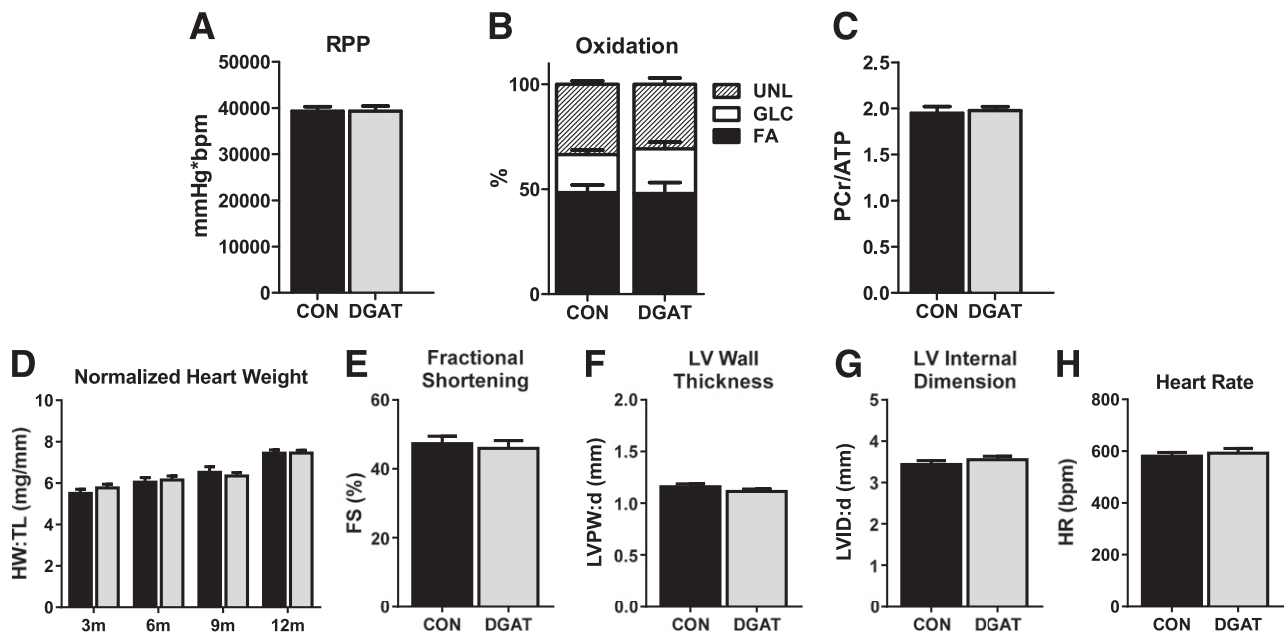 A
RPP
mmHg*bpm
50000
40000
30000
20000
10000
0
CON DGAT
B
Oxidation
%
100
50
0
CON DGAT
UNL
GLC
FA
C
PCr/ATP
2.5
2.0
1.5
1.0
0.5
0.0
CON DGAT
D
Normalized Heart Weight
HW:TL (mg/mm)
10
8
6
4
2
0
3m 6m 9m 12m
E
Fractional
Shortening
FS (%)
60
40
20
0
CON DGAT
F
LV Wall
Thickness
LVPW:d (mm)
2.0
1.5
1.0
0.5
0.0
CON DGAT
G
LV Internal
Dimension
LVID:d (mm)
5
4
3
2
1
0
CON DGAT
H
Heart Rate
HR (bpm)
800
600
400
200
0
CON DGAT